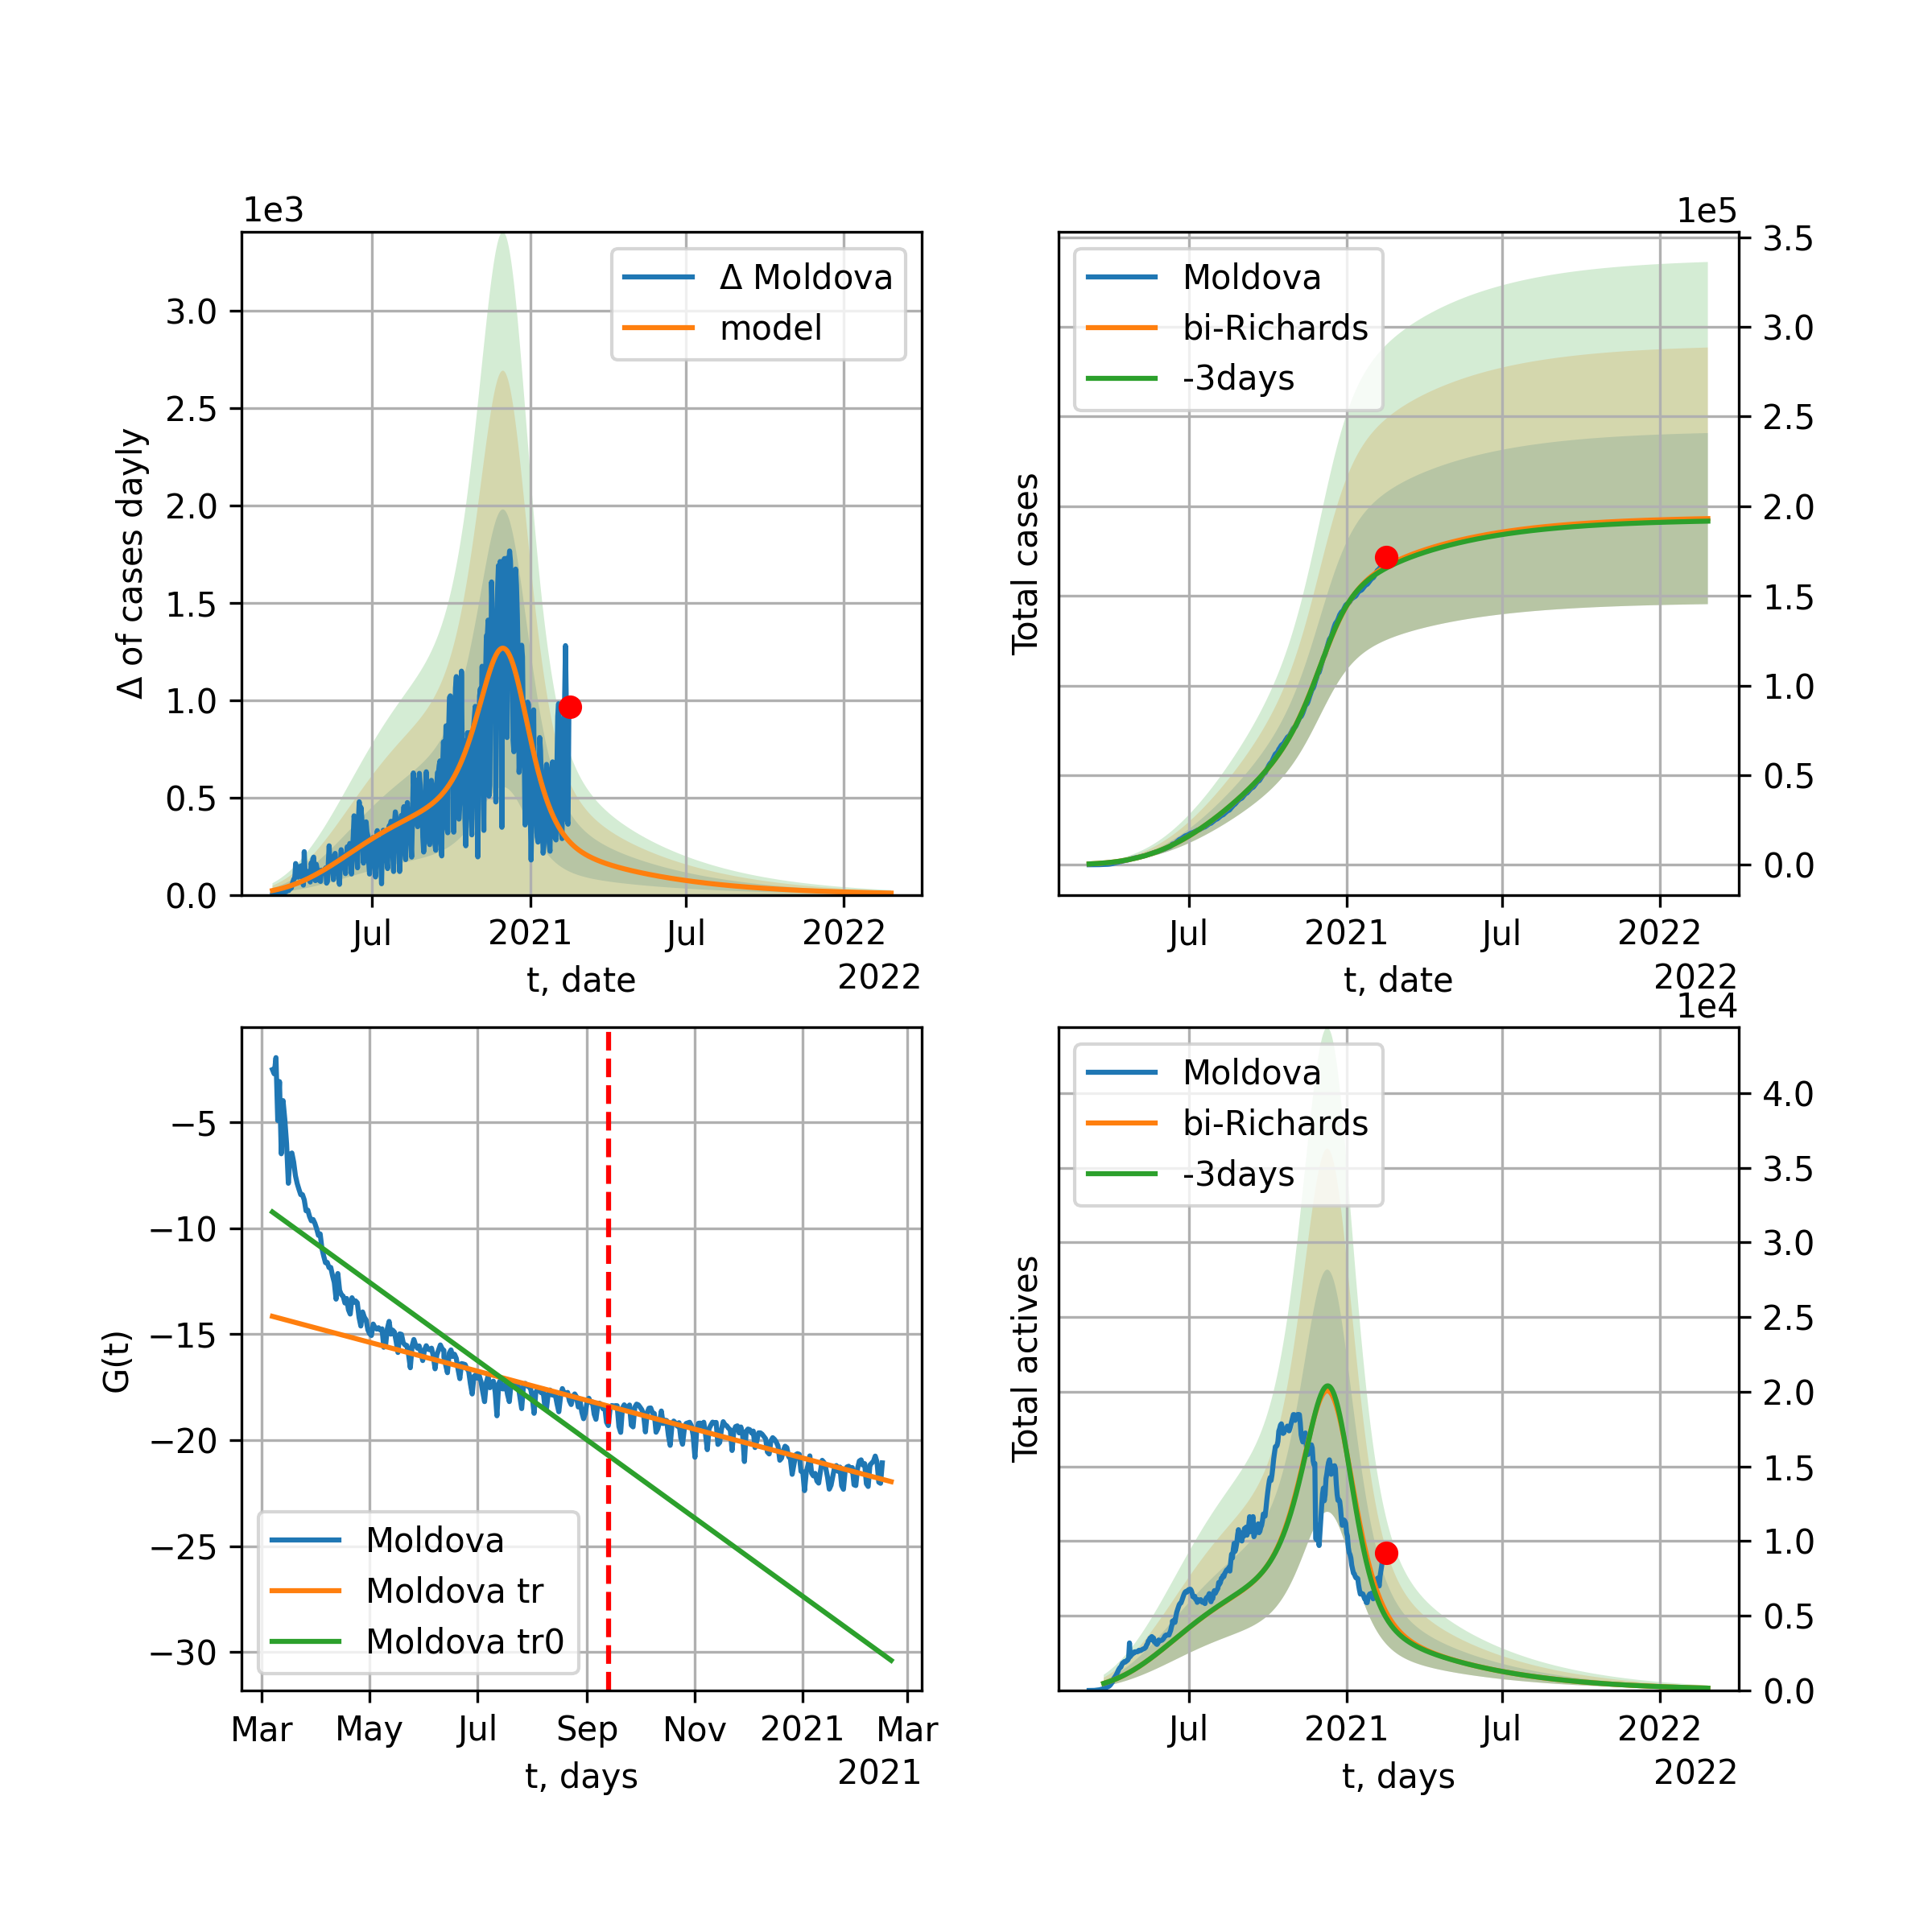 1e3
Δ Moldova
model
3.0
2.5
2.0
1.5
1.0
0.5
0.0
Δ of cases dayly
Jul
2021
Jul
2022
t, date
2022
1e5
Moldova
bi-Richards
-3days
3.5
3.0
2.5
2.0
1.5
1.0
0.5
0.0
Total cases
Jul
2021
Jul
2022
t, date
2022
−5
−10
−15
−20
−25
−30
G(t)
Moldova
Moldova tr
Moldova tr0
Mar
May
Jul
Sep
Nov
2021
Mar
t, days
2021
1e4
Moldova
bi-Richards
-3days
4.0
3.5
3.0
2.5
2.0
1.5
1.0
0.5
0.0
Total actives
Jul
2021
Jul
2022
t, days
2022